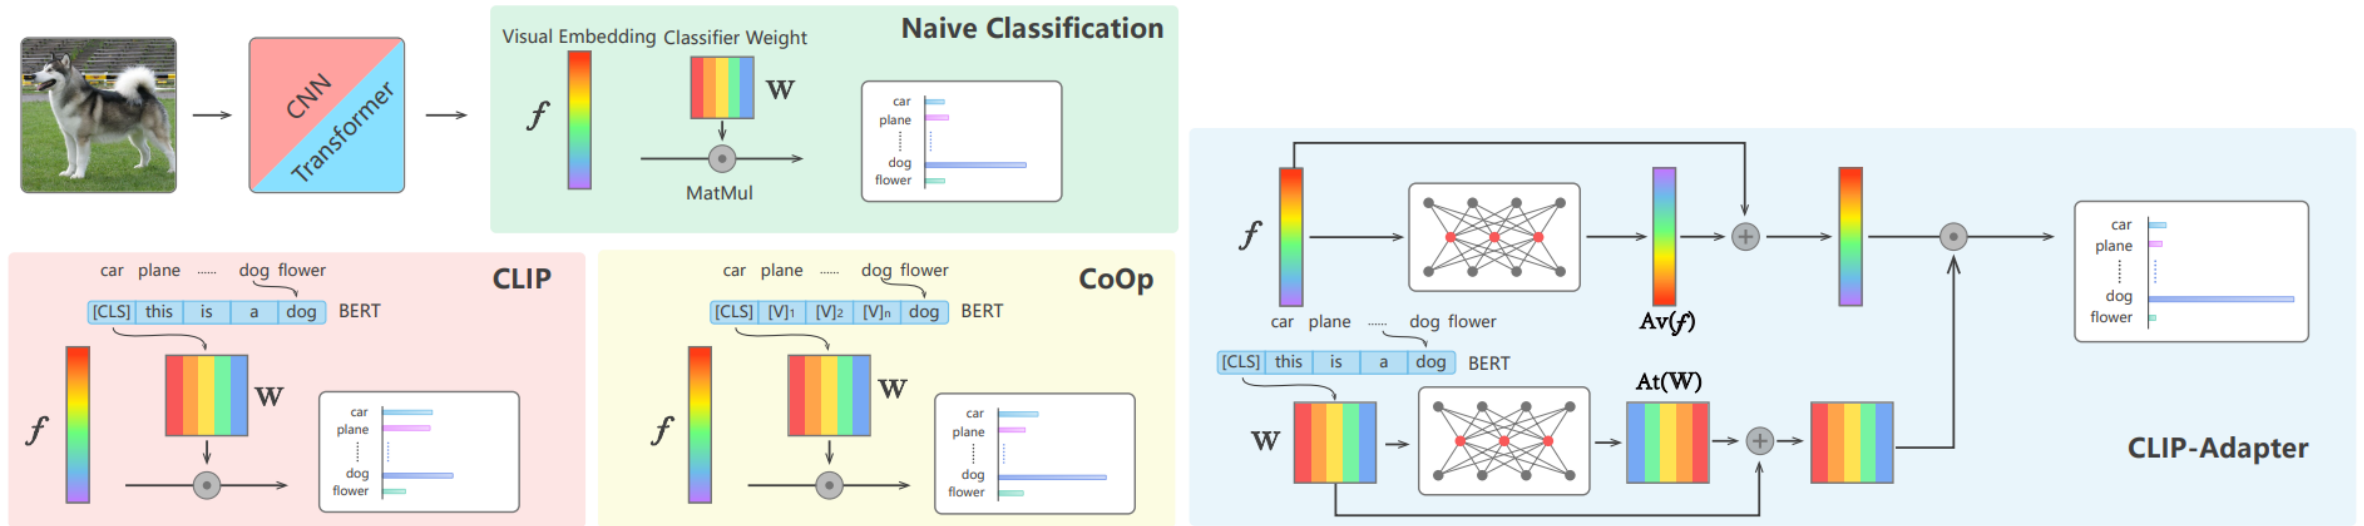 CNN
Transformer
Naive Classification
Visual Embedding Classifier Weight
f
W
MatMul
car
plane
dog
flower
CLIP
car plane ...... dog flower
[CLS] this is a dog BERT
f
W
car
plane
dog
flower
CoOp
car plane ...... dog flower
[CLS] [V]1 [V]2 [V]n dog BERT
f
W
car
plane
dog
flower
f
Av(f)
car plane ...... dog flower
[CLS] this is a dog BERT
W
At(W)
car
plane
dog
flower
CLIP-Adapter